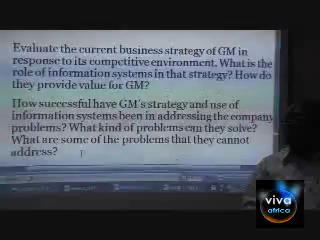 Evaluate the current business strategy of GM in
response to its competitive environment. What is the
role of information systems in that strategy? How do
they provide value for GM?
How successful have GM's strategy and use of
information systems been in addressing the company
problems? What kind of problems can they solve?
What are some of the problems that they cannot
address?
viva
africa